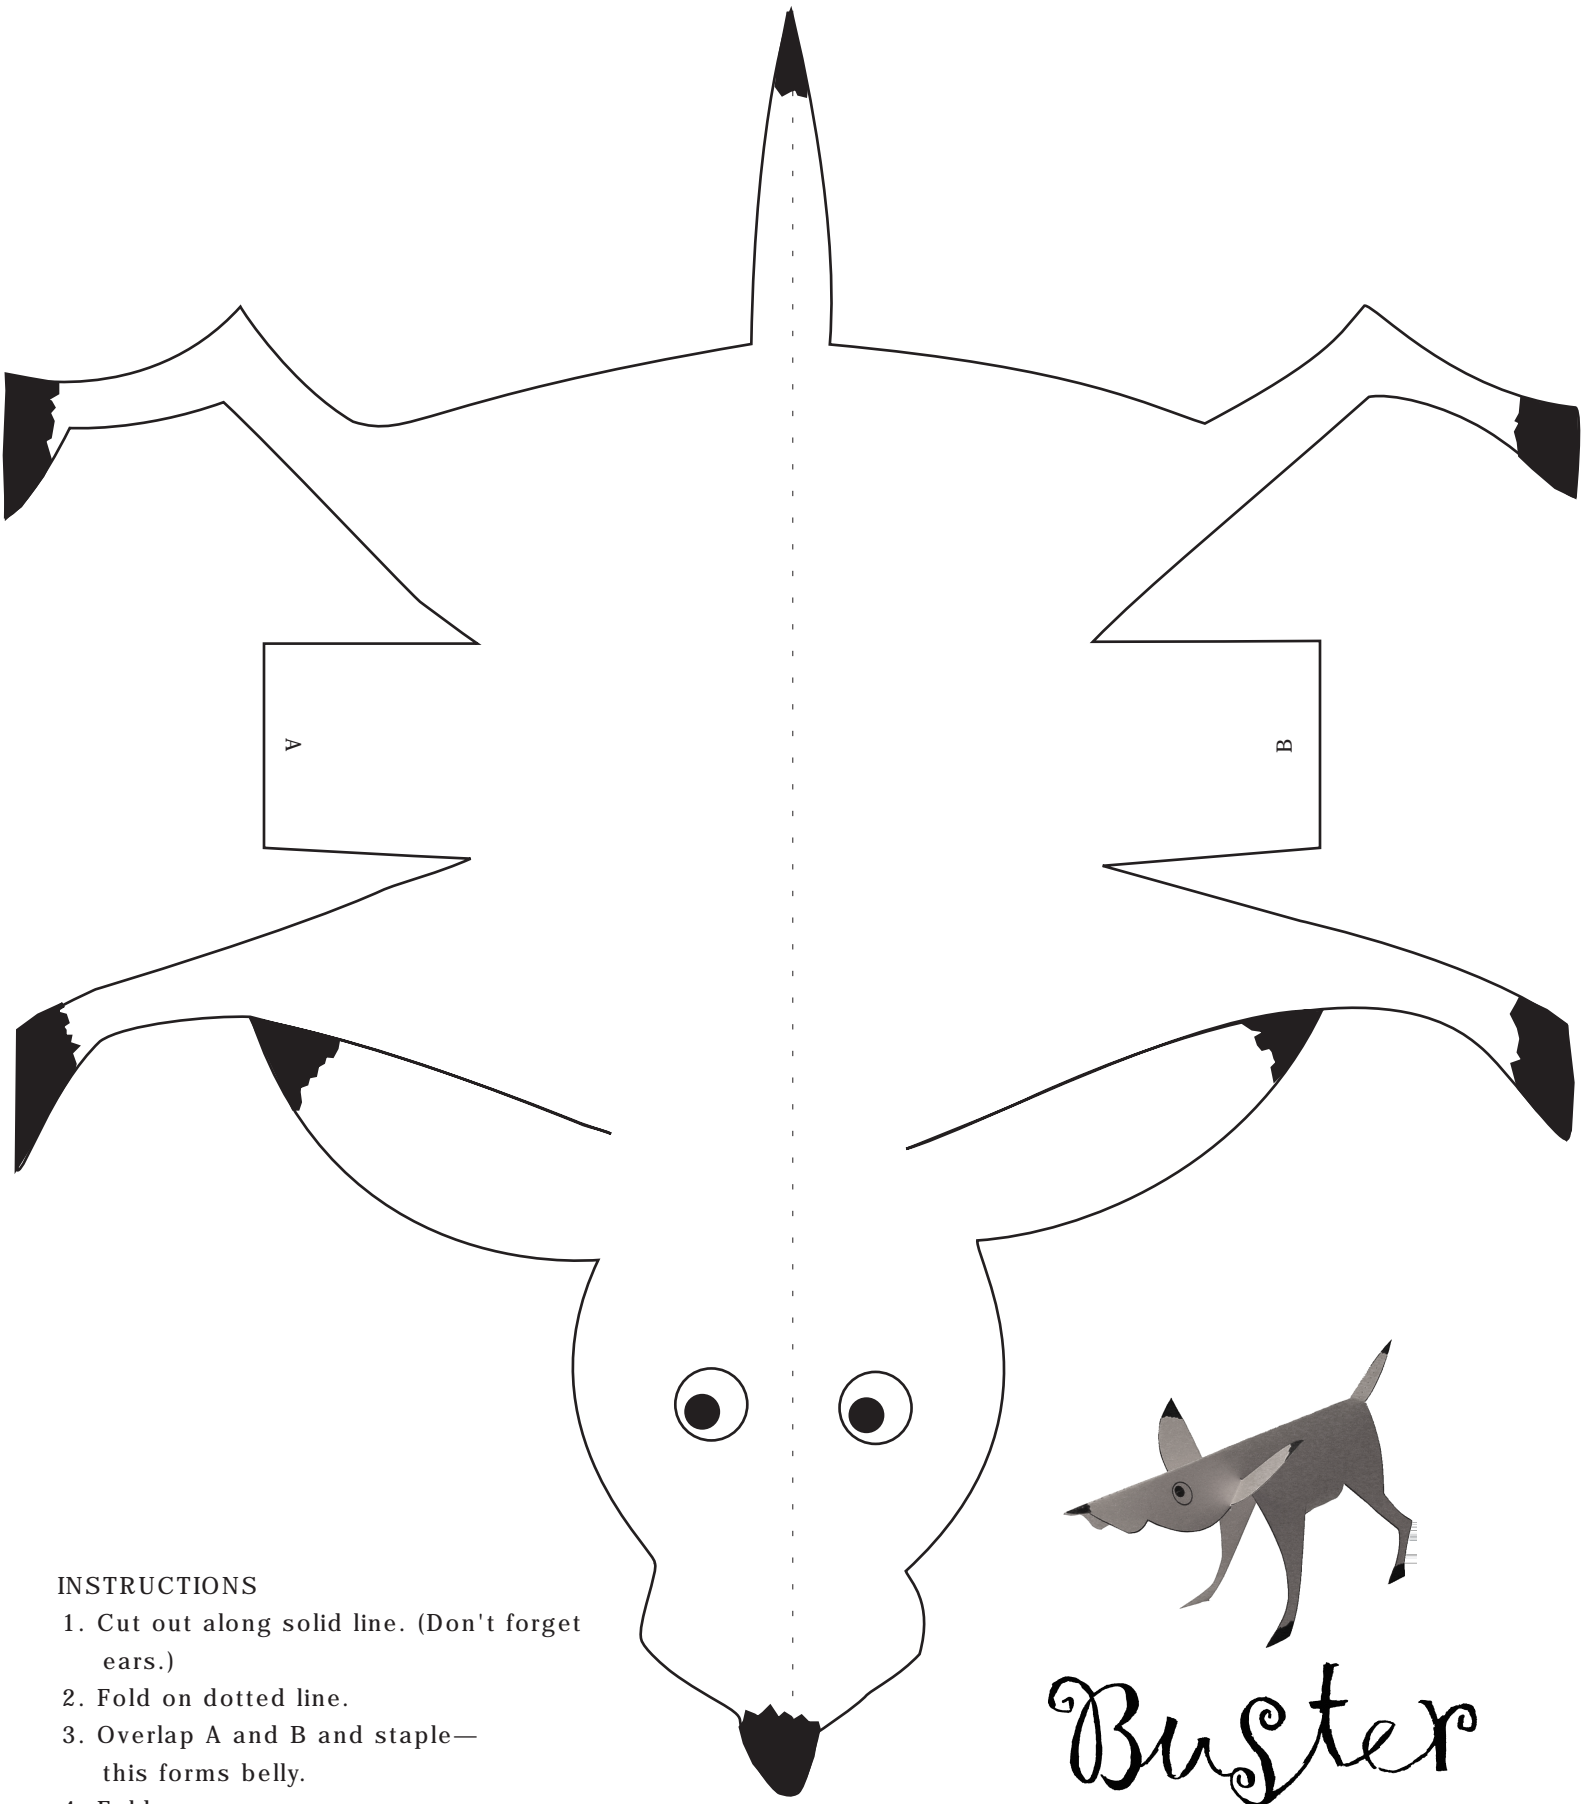 A
B
INSTRUCTIONS
1. Cut out along solid line. (Don't forget
ears.)
2. Fold on dotted line.
3. Overlap A and B and staple—
this forms belly.
Buster